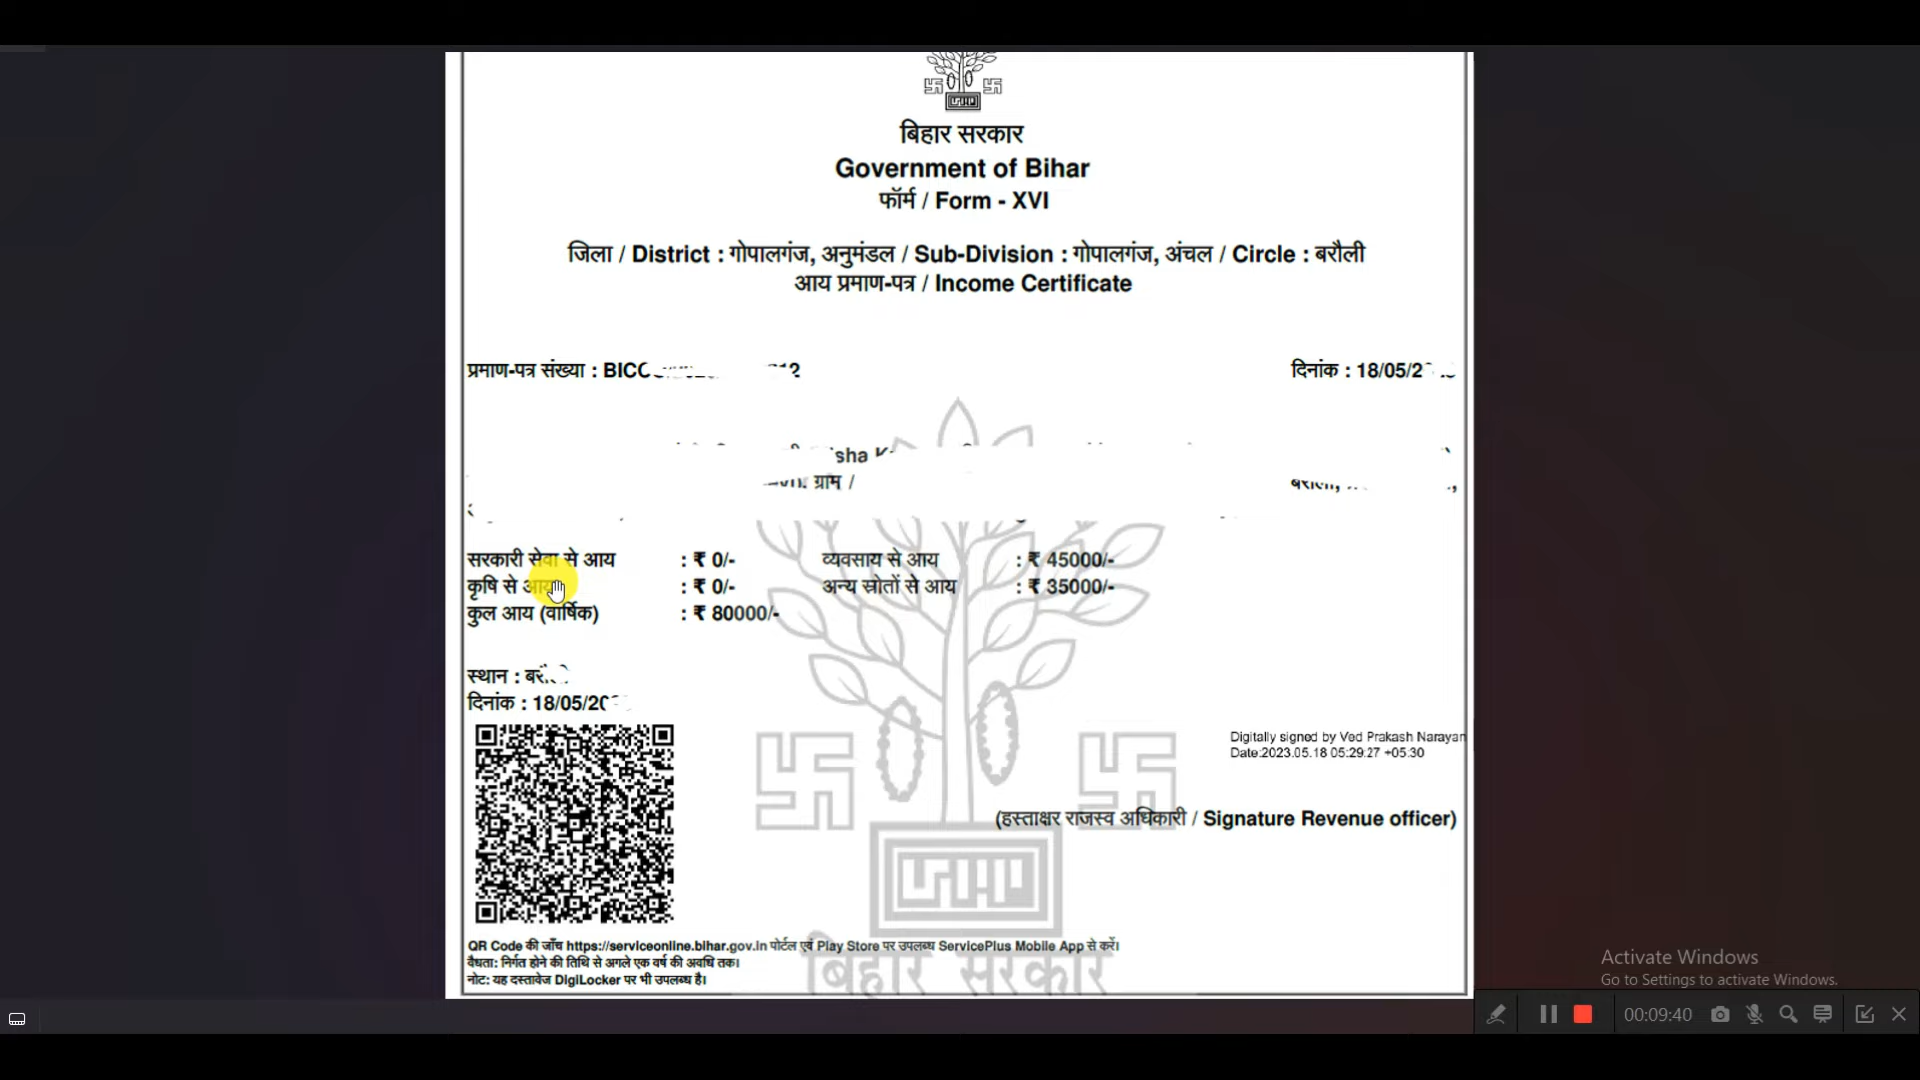 बिहार सरकार
Government of Bihar
फॉर्म / Form - XVI
जिला / District : गोपालगंज, अनुमंडल / Sub-Division : गोपालगंज, अंचल / Circle : बरौली
आय प्रमाण-पत्र / Income Certificate
प्रमाण-पत्र संख्या : दिनांक : 18/05/2
ग्राम /
सरकारी सेवा से आय : ₹ 0/- व्यवसाय से आय : ₹ 45000/-
कृषि से आय : ₹ 0/- अन्य स्रोतों से आय : ₹ 35000/-
कुल आय (वार्षिक) : ₹ 80000/-
स्थान :
दिनांक : 18/05/20
Digitally signed by Ved Prakash Narayan
Date:2023.05.18 05:29:27 +05:30
(हस्ताक्षर राजस्व अधिकारी / Signature Revenue officer)
QR Code की जाँच https://serviceonline.bihar.gov.in पोर्टल एवं Play Store पर उपलब्ध ServicePlus Mobile App से करें।
वैधता: निर्गत होने की तिथि से अगले एक वर्ष की अवधि तक।
नोट: यह दस्तावेज DigiLocker पर भी उपलब्ध है।
बिहार सरकार
Activate Windows
Go to Settings to activate Windows.
00:09:40